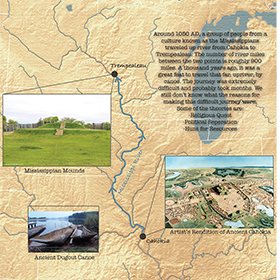 Around 1050 AD, a group of people from a
culture known as the Mississippians
traveled up river from Cahokia to
Trempealeau. The number of river miles
between the two points is roughly 900
miles. A thousand years ago, it was a
great feat to travel that far, upriver, by
canoe. The journey was extremely
difficult and probably took months. We
still don't know what the reasons for
making this difficult journey were.
Some of the theories are:
Religious Quest
Political Separation
Hunt for Resources
Trempealeau
Mississippi River
Mississippian Mounds
Ancient Dugout Canoe
Cahokia
Artist's Rendition of Ancient Cahokia